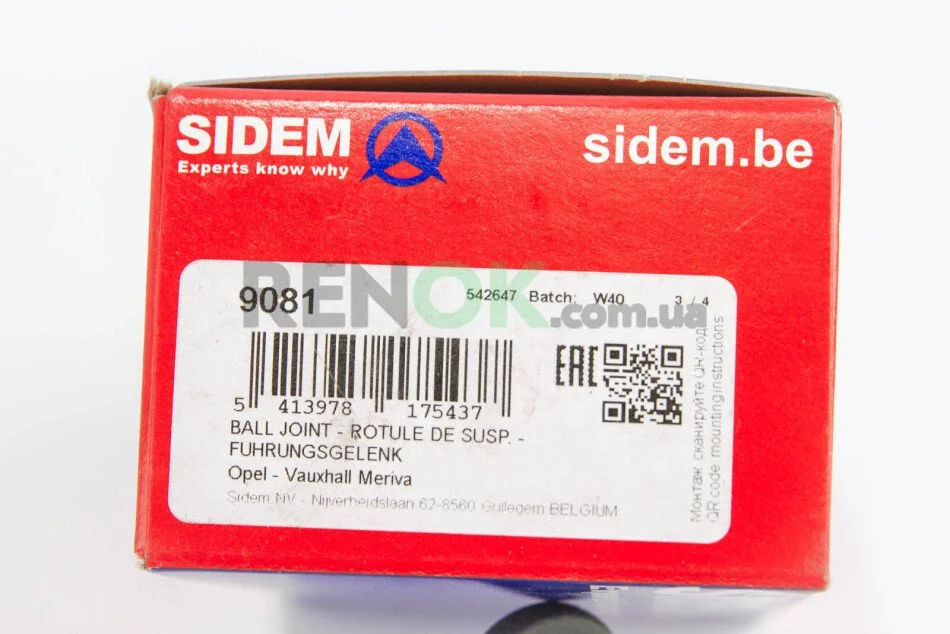 SIDEM
Experts know why
sidem.be
RENOK.com.ua
9081
542647 Batch: W40 3 / 4
EAC
5 413978 175437
BALL JOINT - ROTULE DE SUSP. -
FUHRUNGSGELENK
Opel - Vauxhall Meriva
Sidem NV - Nijverheidslaan 62-8560 Gullegem BELGIUM
Монтаж сканируйте QR-код
QR code mountinginstructions